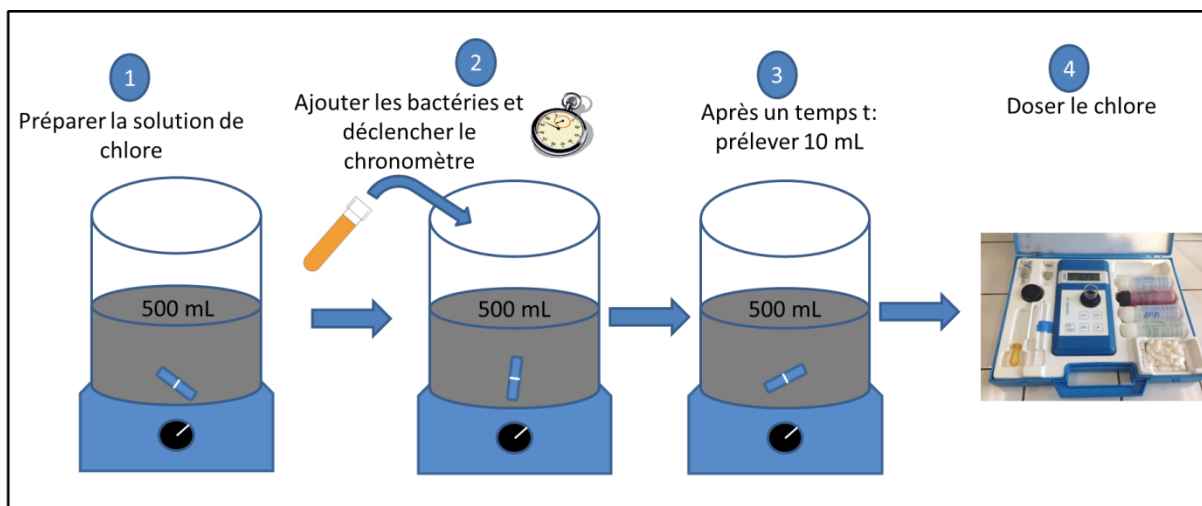 1
Préparer la solution de
chlore
500 mL
2
Ajouter les bactéries et
déclencher le
chronomètre
500 mL
3
Après un temps t:
prélever 10 mL
500 mL
4
Doser le chlore